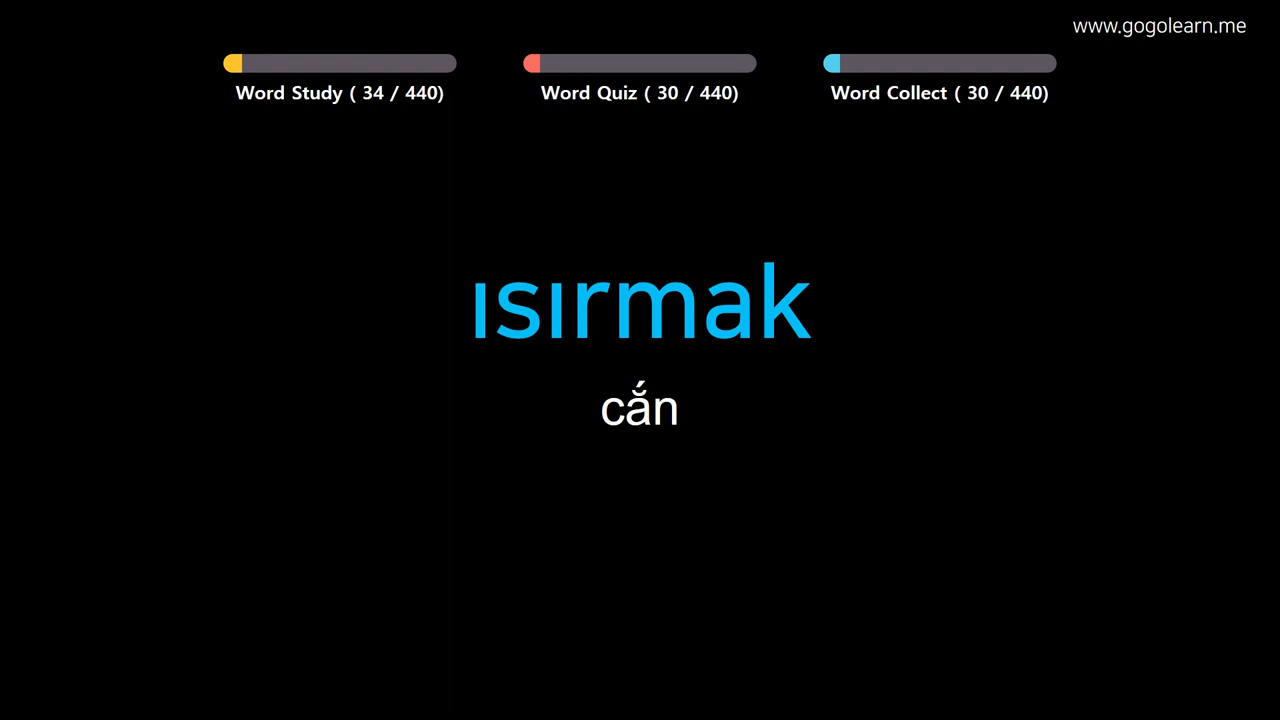 www.gogolearn.me
Word Study ( 34 / 440)
Word Quiz ( 30 / 440)
Word Collect ( 30 / 440)
ısırmak
cắn